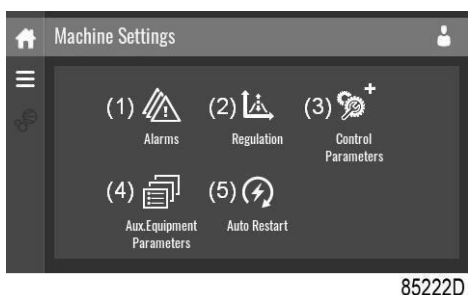 Machine Settings
(1) (2) (3)
Alarms Regulation Control
Parameters
(4) (5)
Aux.Equipment Auto Restart
Parameters
85222D